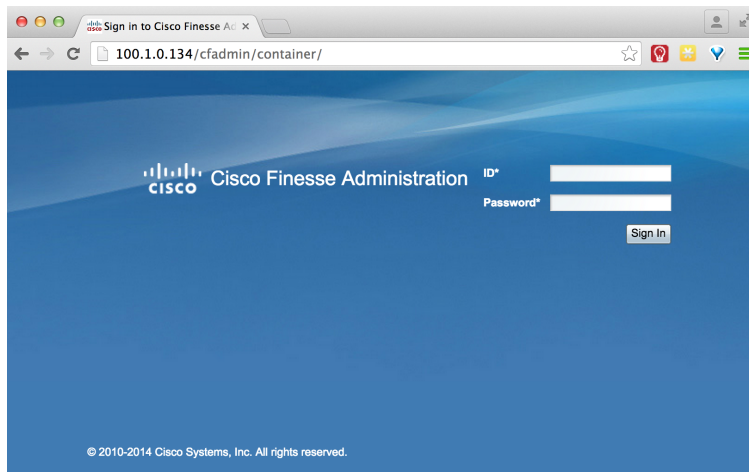 Sign in to Cisco Finesse Ad
100.1.0.134/cfadmin/container/
CISCO Cisco Finesse Administration
ID*
Password*
Sign In
© 2010-2014 Cisco Systems, Inc. All rights reserved.